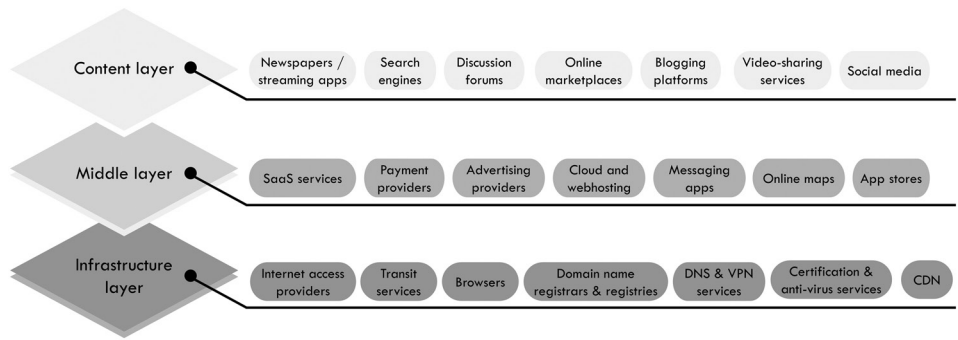 Content layer
Newspapers /
streaming apps
Search
engines
Discussion
forums
Online
marketplaces
Blogging
platforms
Video-sharing
services
Social media
Middle layer
SaaS services
Payment
providers
Advertising
providers
Cloud and
webhosting
Messaging
apps
Online maps
App stores
Infrastructure
layer
Internet access
providers
Transit
services
Browsers
Domain name
registrars & registries
DNS & VPN
services
Certification &
anti-virus services
CDN